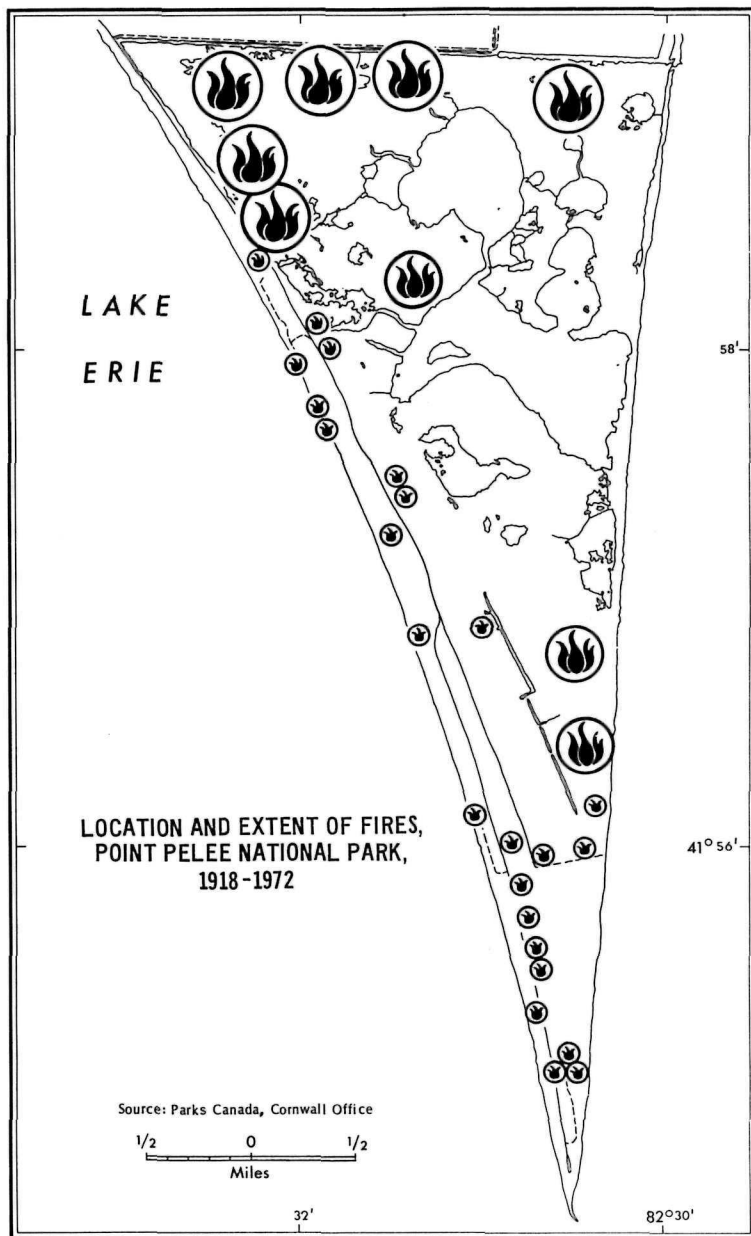 LAKE
ERIE
58'
LOCATION AND EXTENT OF FIRES,
POINT PELEE NATIONAL PARK,
1918-1972
41° 56'
Source: Parks Canada, Cornwall Office
1/2 0 1/2
Miles
32' 82° 30'